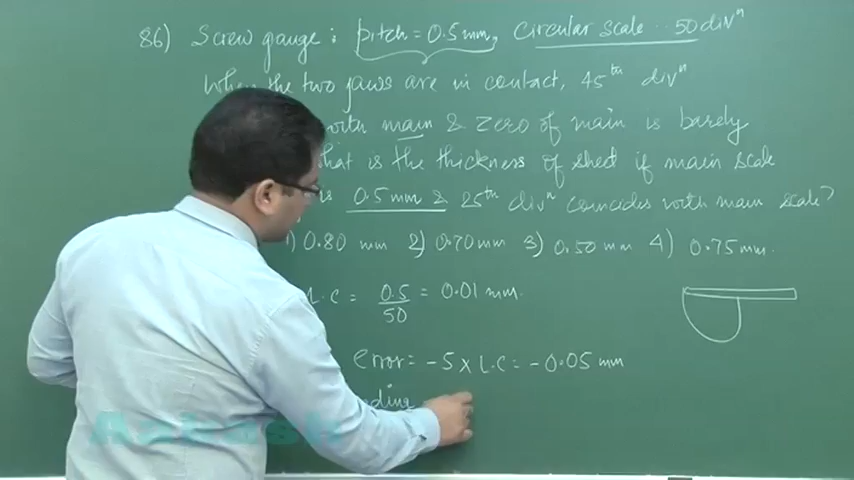 86) Screw gauge : pitch = 0.5 mm, Circular Scale .. 50 divⁿ
When the two jaws are in contact, 45ᵗʰ divⁿ
with main & Zero of main is barely
what is the thickness of sheet if main scale
is 0.5 mm & 25ᵗʰ divⁿ coincides with main scale?
1) 0.80 mm 2) 0.70 mm 3) 0.50 mm 4) 0.75 mm.
L.C = 0.5/50 = 0.01 mm.
error = -5 x L.C = -0.05 mm
Aakash